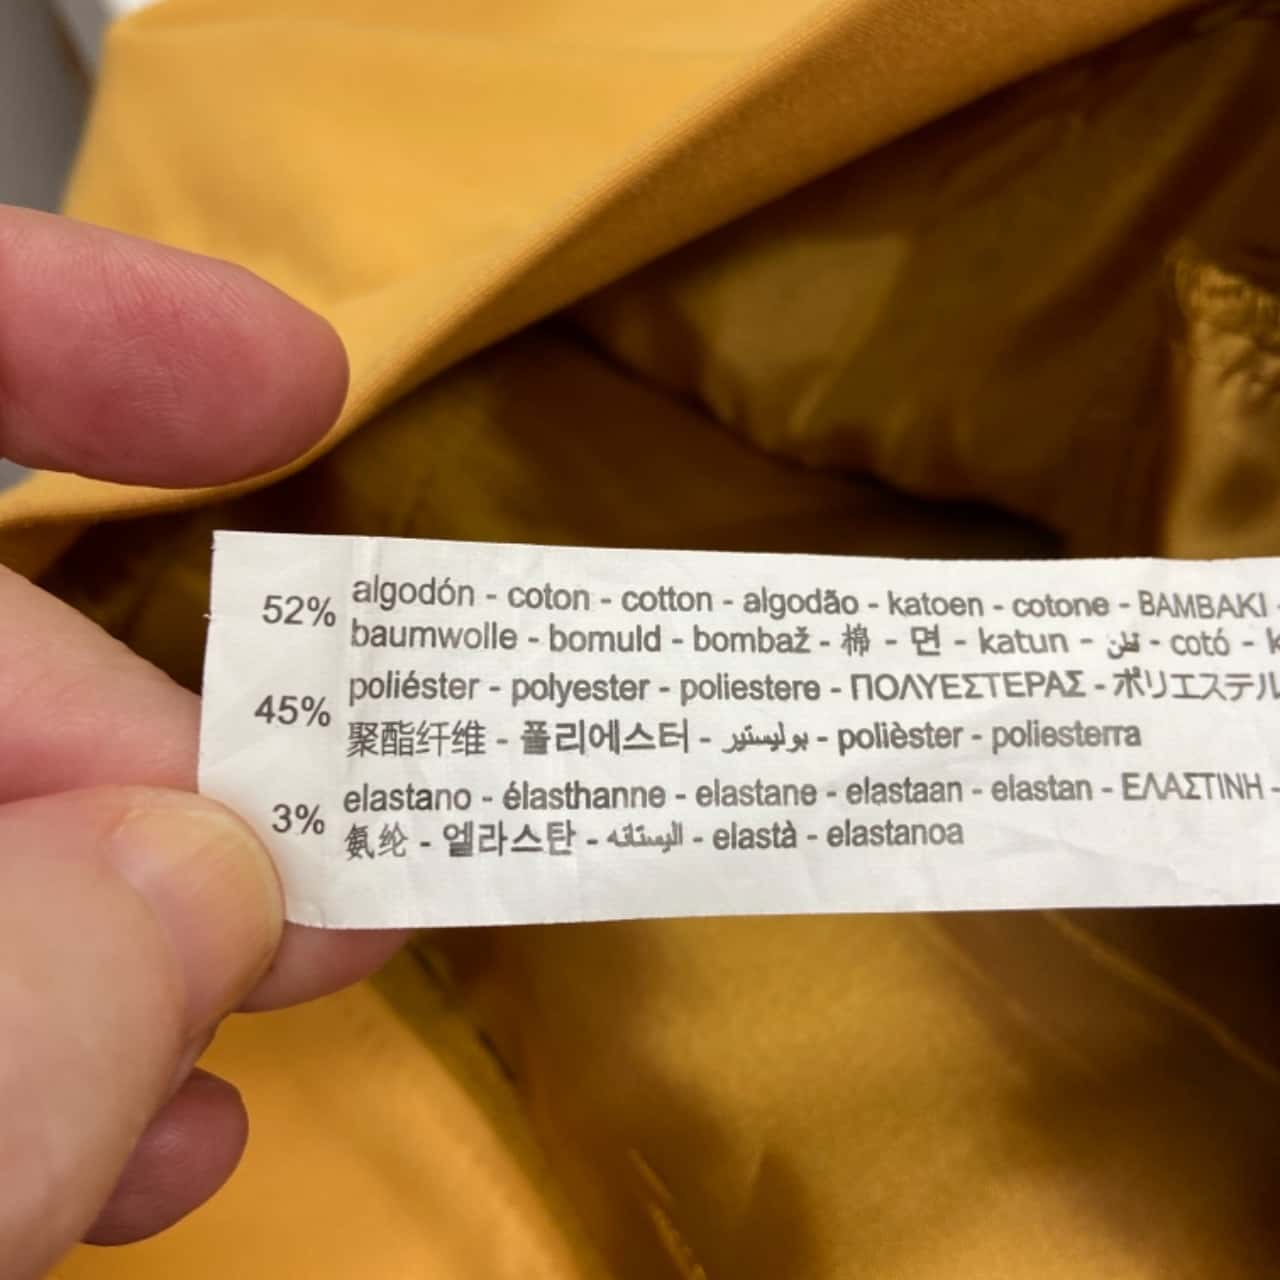 52% algodón - coton - cotton - algodão - katoen - cotone - BAMBAKI -
baumwolle - bomuld - bombaž - 棉 - 면 - katun - قطن - cotó -
45% poliéster - polyester - poliestere - ΠΟΛΥΕΣΤΕΡΑΣ - ポリエステル
聚酯纤维 - 폴리에스터 - بوليستير - polièster - poliesterra
3% elastano - élasthanne - elastane - elastaan - elastan - ΕΛΑΣΤΙΝΗ -
氨纶 - 엘라스탄 - اليستانه - elastà - elastanoa